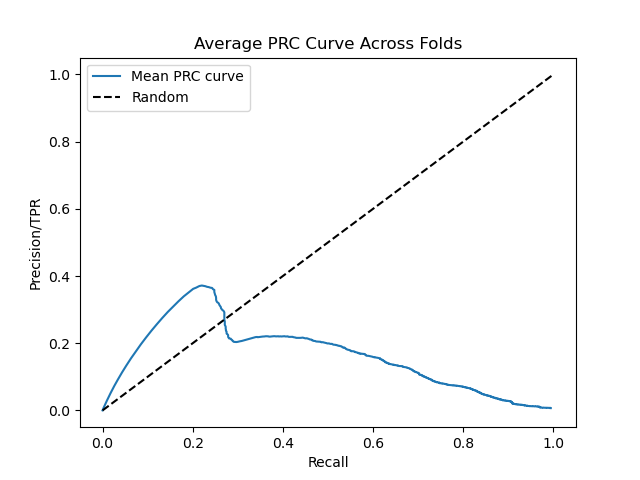 Average PRC Curve Across Folds
Mean PRC curve
Random
Precision/TPR
1.0
0.8
0.6
0.4
0.2
0.0
0.0 0.2 0.4 0.6 0.8 1.0
Recall